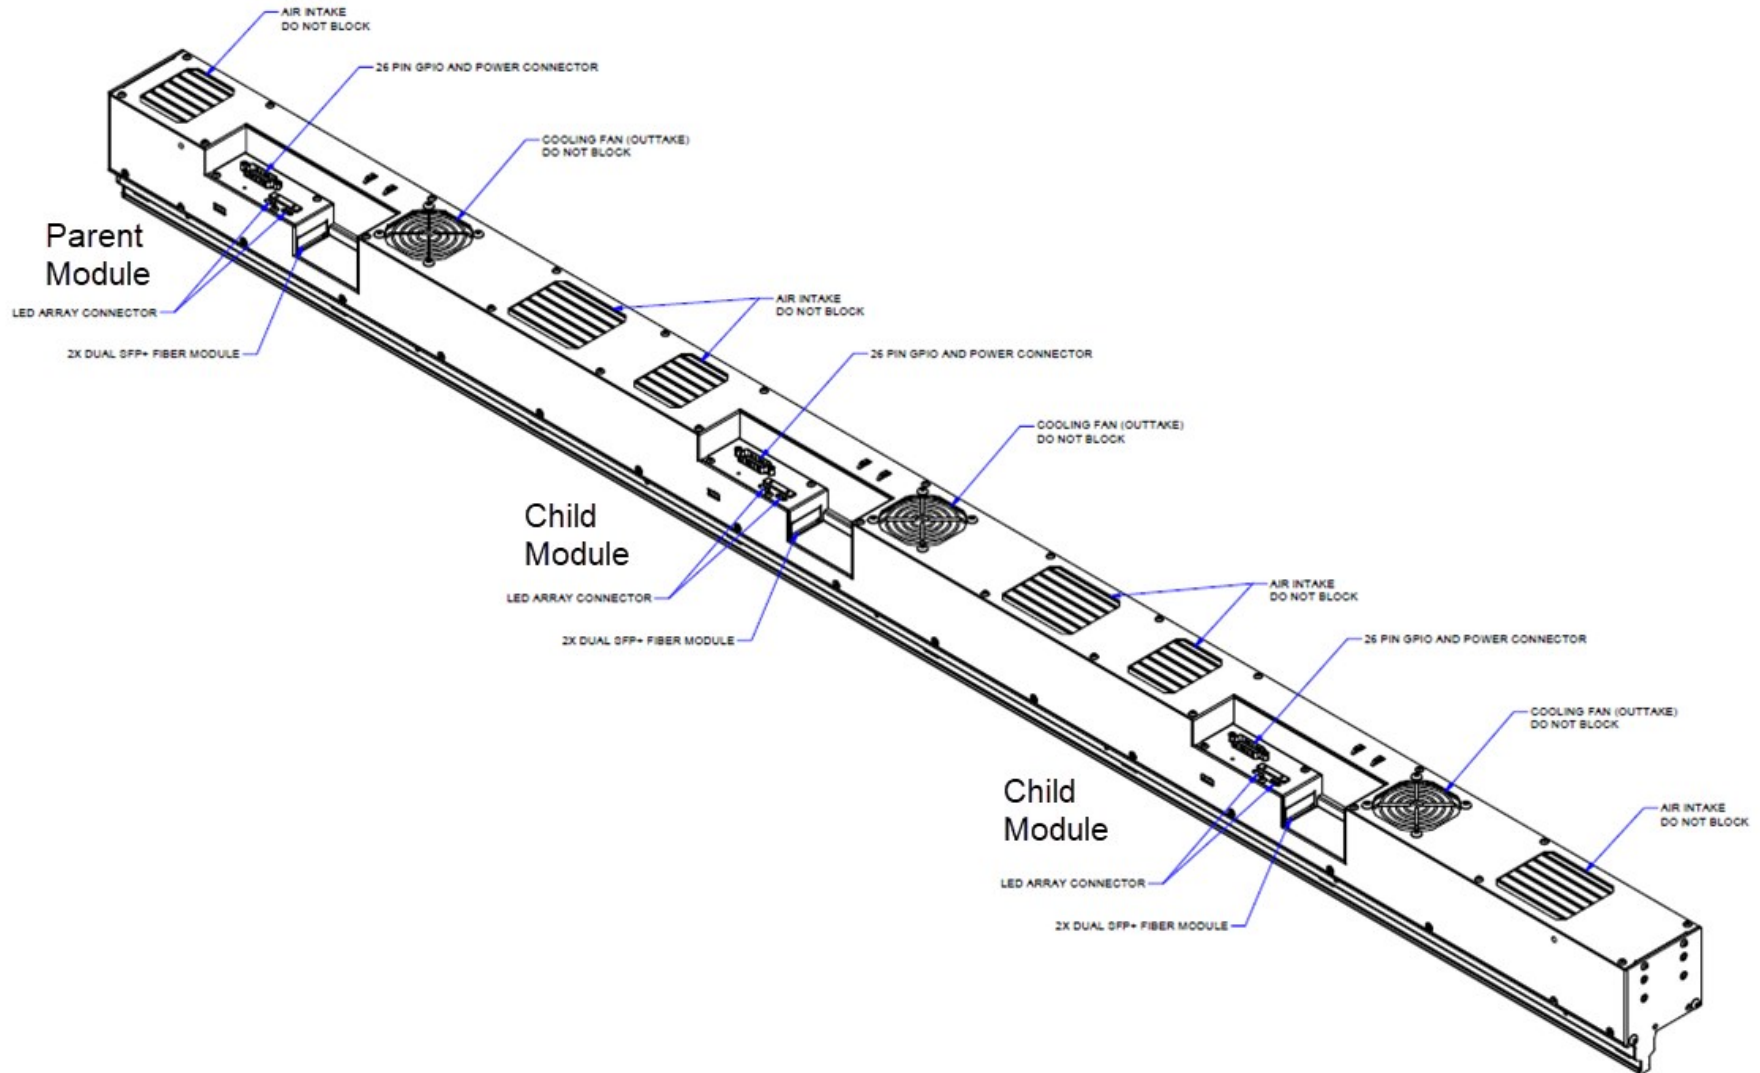 AIR INTAKE
DO NOT BLOCK
26 PIN GPIO AND POWER CONNECTOR
COOLING FAN (OUTTAKE)
DO NOT BLOCK
Parent
Module
LED ARRAY CONNECTOR
2X DUAL SFP+ FIBER MODULE
AIR INTAKE
DO NOT BLOCK
26 PIN GPIO AND POWER CONNECTOR
COOLING FAN (OUTTAKE)
DO NOT BLOCK
Child
Module
LED ARRAY CONNECTOR
2X DUAL SFP+ FIBER MODULE
AIR INTAKE
DO NOT BLOCK
26 PIN GPIO AND POWER CONNECTOR
COOLING FAN (OUTTAKE)
DO NOT BLOCK
Child
Module
LED ARRAY CONNECTOR
2X DUAL SFP+ FIBER MODULE
AIR INTAKE
DO NOT BLOCK